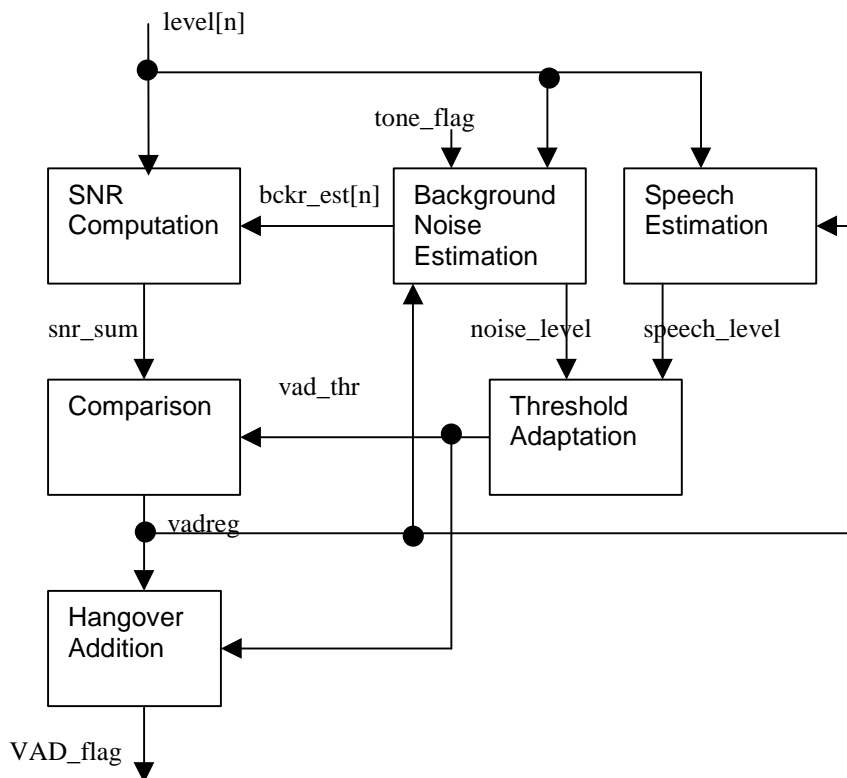 level[n]
tone_flag
SNR
Computation
bckr_est[n]
Background
Noise
Estimation
Speech
Estimation
snr_sum
noise_level
speech_level
Comparison
vad_thr
Threshold
Adaptation
vadreg
Hangover
Addition
VAD_flag